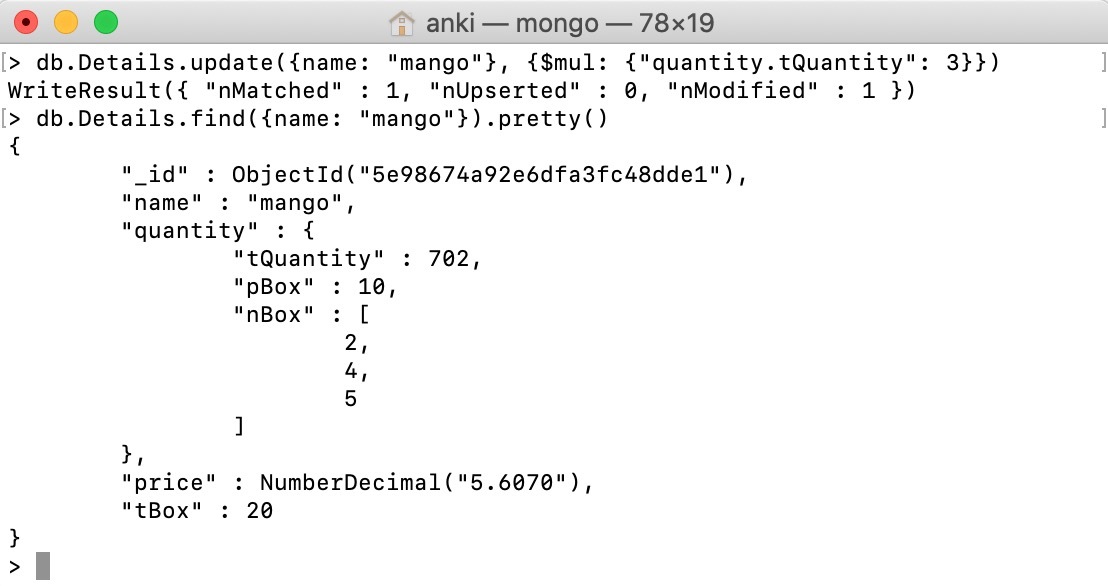 anki — mongo — 78×19
[> db.Details.update({name: "mango"}, {$mul: {"quantity.tQuantity": 3}}) ]
WriteResult({ "nMatched" : 1, "nUpserted" : 0, "nModified" : 1 })
[> db.Details.find({name: "mango"}).pretty() ]
{
        "_id" : ObjectId("5e98674a92e6dfa3fc48dde1"),
        "name" : "mango",
        "quantity" : {
                "tQuantity" : 702,
                "pBox" : 10,
                "nBox" : [
                        2,
                        4,
                        5
                ]
        },
        "price" : NumberDecimal("5.6070"),
        "tBox" : 20
}
>